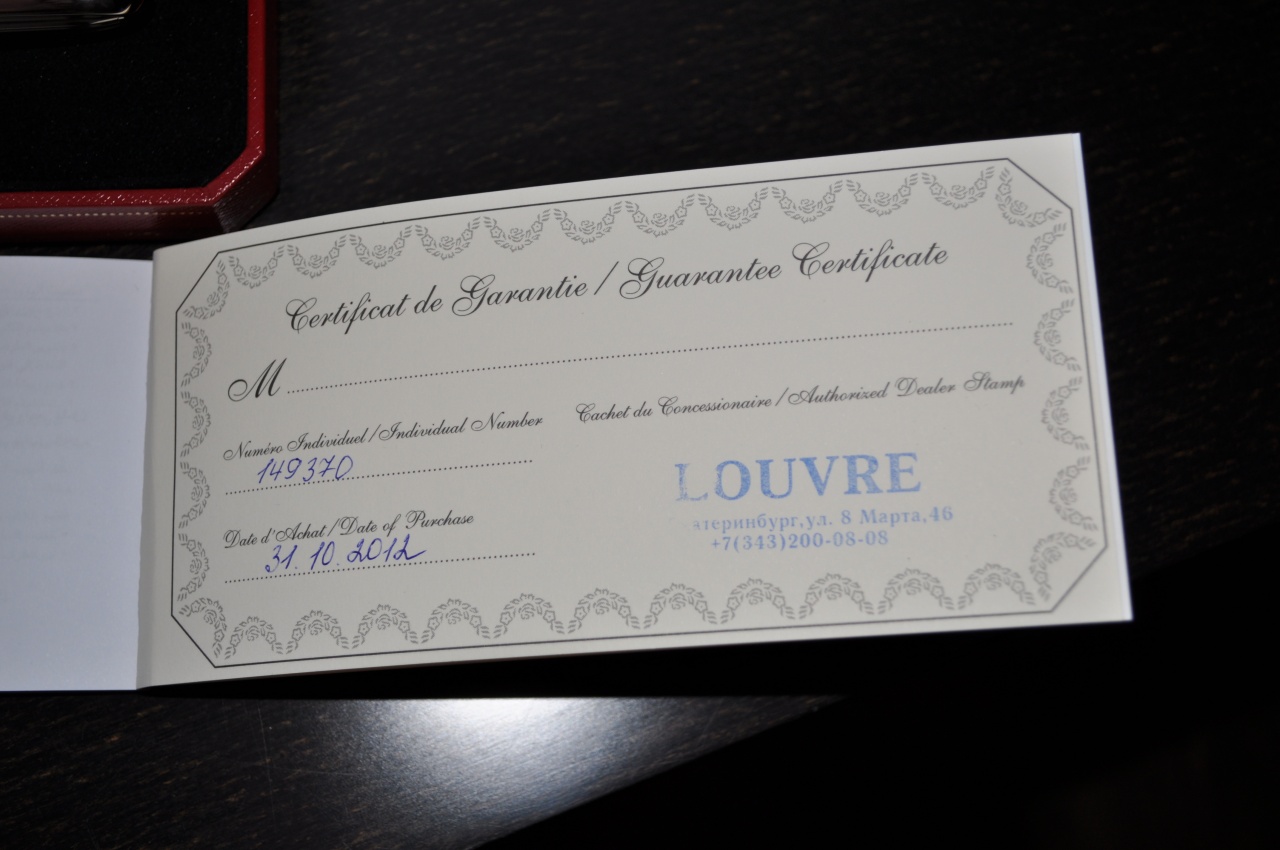 Certificat de Garantie / Guarantee Certificate
M
Numéro Individuel / Individual Number
149370
Date d'Achat / Date of Purchase
31.10.2012
Cachet du Concessionaire / Authorized Dealer Stamp
LOUVRE
атеринбург,ул. 8 Марта,46
+7(343)200-08-08